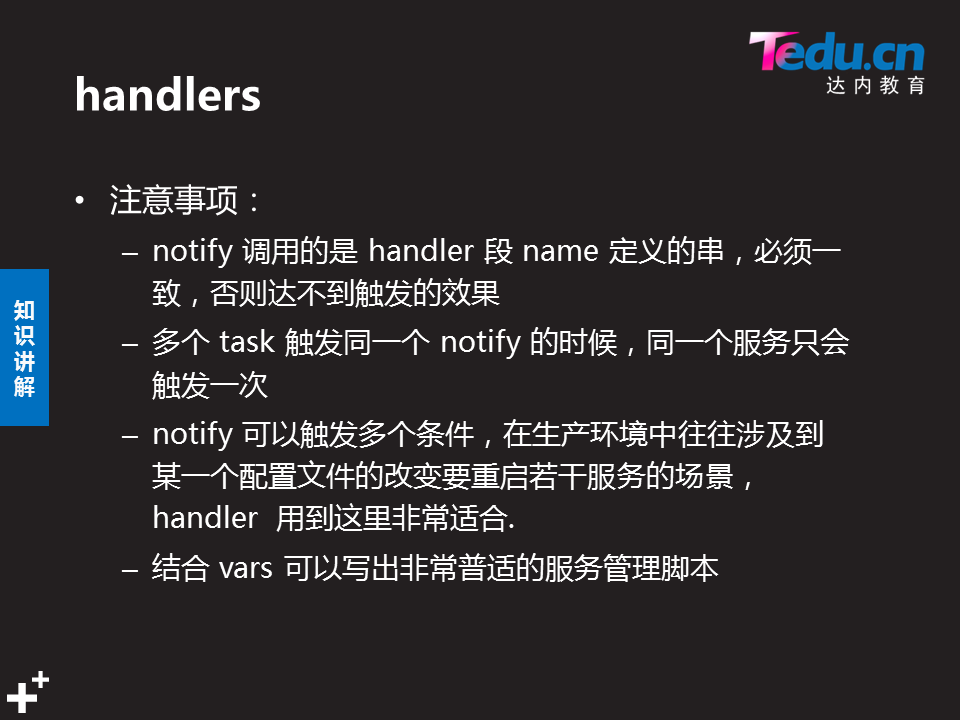 Tedu.cn
达内教育
handlers
• 注意事项：
– notify 调用的是 handler 段 name 定义的串，必须一
致，否则达不到触发的效果
– 多个 task 触发同一个 notify 的时候，同一个服务只会
触发一次
– notify 可以触发多个条件，在生产环境中往往涉及到
某一个配置文件的改变要重启若干服务的场景，
handler 用到这里非常适合.
– 结合 vars 可以写出非常普适的服务管理脚本
知
识
讲
解